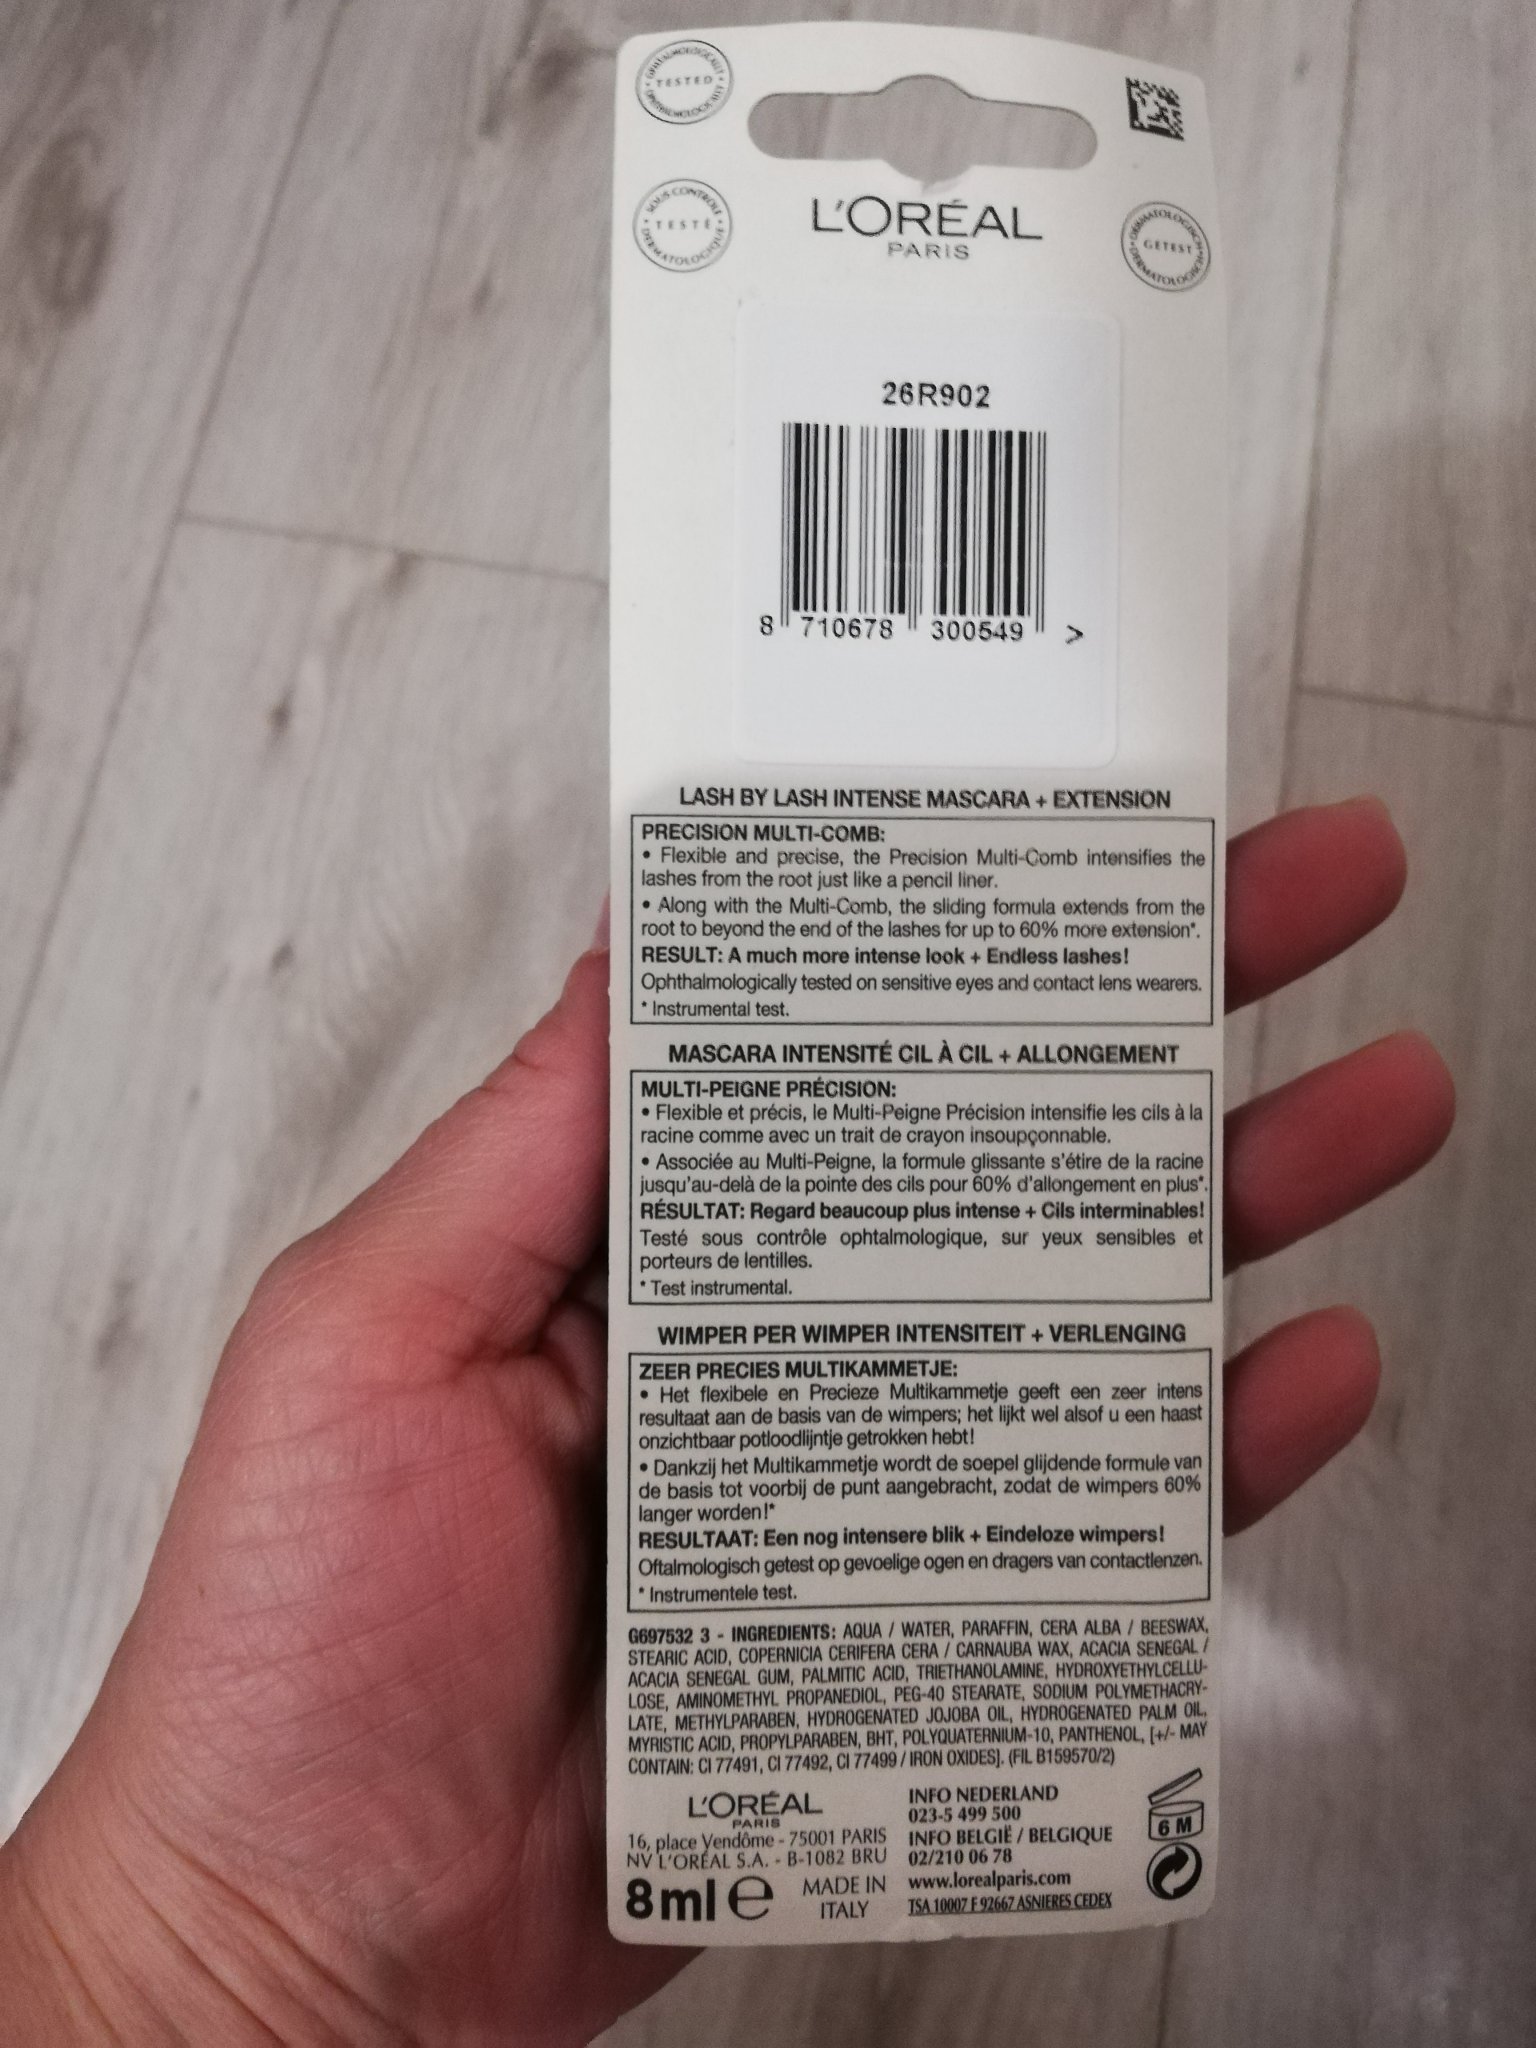 OPHTALMOLOGICALLY
TESTED
OPHTALMOLOGICALLY
SOUS CONTRÔLE
TESTÉ
DERMATOLOGIQUE
L'ORÉAL
PARIS
DERMATOLOGISCH
GETEST
DERMATOLOGISCH
26R902
8 710678 300549 >
LASH BY LASH INTENSE MASCARA + EXTENSION
PRECISION MULTI-COMB:
• Flexible and precise, the Precision Multi-Comb intensifies the
lashes from the root just like a pencil liner.
• Along with the Multi-Comb, the sliding formula extends from the
root to beyond the end of the lashes for up to 60% more extension*.
RESULT: A much more intense look + Endless lashes!
Ophthalmologically tested on sensitive eyes and contact lens wearers.
* Instrumental test.
MASCARA INTENSITÉ CIL À CIL + ALLONGEMENT
MULTI-PEIGNE PRÉCISION:
• Flexible et précis, le Multi-Peigne Précision intensifie les cils à la
racine comme avec un trait de crayon insoupçonnable.
• Associée au Multi-Peigne, la formule glissante s'étire de la racine
jusqu'au-delà de la pointe des cils pour 60% d'allongement en plus*.
RÉSULTAT: Regard beaucoup plus intense + Cils interminables!
Testé sous contrôle ophtalmologique, sur yeux sensibles et
porteurs de lentilles.
* Test instrumental.
WIMPER PER WIMPER INTENSITEIT + VERLENGING
ZEER PRECIES MULTIKAMMETJE:
• Het flexibele en Precieze Multikammetje geeft een zeer intens
resultaat aan de basis van de wimpers; het lijkt wel alsof u een haast
onzichtbaar potloodlijntje getrokken hebt!
• Dankzij het Multikammetje wordt de soepel glijdende formule van
de basis tot voorbij de punt aangebracht, zodat de wimpers 60%
langer worden!*
RESULTAAT: Een nog intensere blik + Eindeloze wimpers!
Oftalmologisch getest op gevoelige ogen en dragers van contactlenzen.
* Instrumentele test.
G697532 3 - INGREDIENTS: AQUA / WATER, PARAFFIN, CERA ALBA / BEESWAX,
STEARIC ACID, COPERNICIA CERIFERA CERA / CARNAUBA WAX, ACACIA SENEGAL /
ACACIA SENEGAL GUM, PALMITIC ACID, TRIETHANOLAMINE, HYDROXYETHYLCELLU-
LOSE, AMINOMETHYL PROPANEDIOL, PEG-40 STEARATE, SODIUM POLYMETHACRY-
LATE, METHYLPARABEN, HYDROGENATED JOJOBA OIL, HYDROGENATED PALM OIL,
MYRISTIC ACID, PROPYLPARABEN, BHT, POLYQUATERNIUM-10, PANTHENOL, [+/- MAY
CONTAIN: CI 77491, CI 77492, CI 77499 / IRON OXIDES]. (FIL B159570/2)
L'ORÉAL
PARIS
16, place Vendôme - 75001 PARIS
NV L'ORÉAL S.A. - B-1082 BRU
8ml e
MADE IN
ITALY
INFO NEDERLAND
023-5 499 500
INFO BELGIË / BELGIQUE
02/210 06 78
www.lorealparis.com
TSA 10007 F 92667 ASNIERES CEDEX
6 M